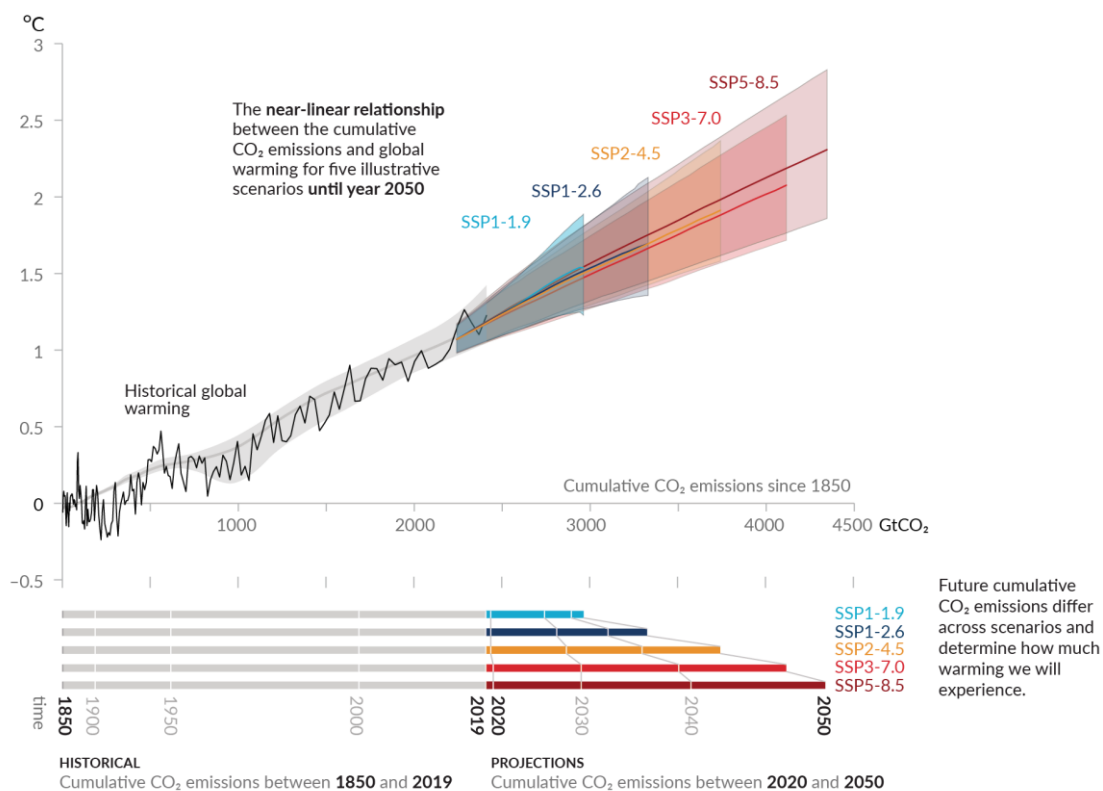 °C
3
SSP5-8.5
The near-linear relationship
between the cumulative
CO₂ emissions and global
warming for five illustrative
scenarios until year 2050
SSP3-7.0
2.5
SSP2-4.5
SSP1-2.6
2
SSP1-1.9
1.5
1
Historical global
warming
0.5
Cumulative CO₂ emissions since 1850
0
1000
2000
3000
4000
4500
GtCO₂
−0.5
SSP1-1.9
SSP1-2.6
SSP2-4.5
SSP3-7.0
SSP5-8.5
Future cumulative
CO₂ emissions differ
across scenarios and
determine how much
warming we will
experience.
time
1850
1900
1950
2000
2019
2020
2030
2040
2050
HISTORICAL
Cumulative CO₂ emissions between 1850 and 2019
PROJECTIONS
Cumulative CO₂ emissions between 2020 and 2050